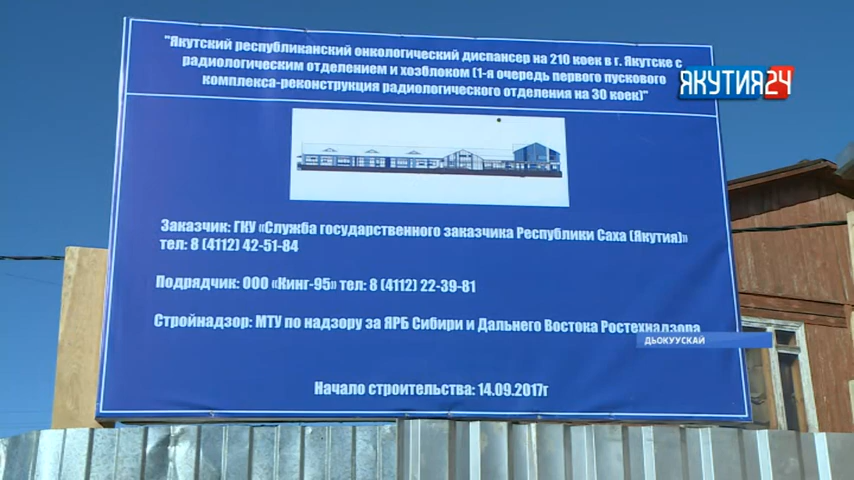 "Якутский республиканский онкологический диспансер на 210 коек в г. Якутске с
радиологическим отделением и хозблоком (1-я очередь первого пускового
комплекса-реконструкция радиологического отделения на 30 коек)"
ЯКУТИЯ24
Заказчик: ГКУ «Служба государственного заказчика Республики Саха (Якутия)»
тел: 8 (4112) 42-51-84
Подрядчик: ООО «Кинг-95» тел: 8 (4112) 22-39-81
Стройнадзор: МТУ по надзору за ЯРБ Сибири и Дальнего Востока Ростехнадзора
ДЬОКУУСКАЙ
Начало строительства: 14.09.2017г